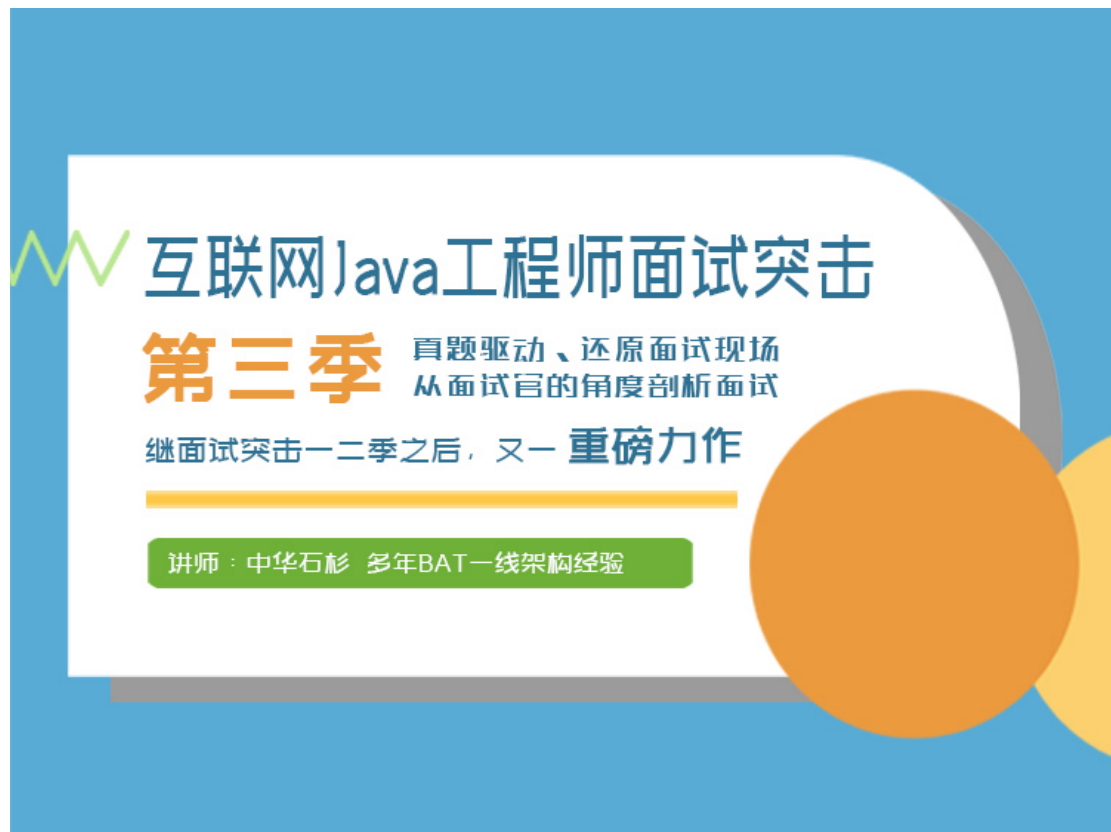 互联网Java工程师面试突击
第三季
真题驱动、还原面试现场
从面试官的角度剖析面试
继面试突击一二季之后，又一 重磅力作
讲师：中华石杉 多年BAT一线架构经验